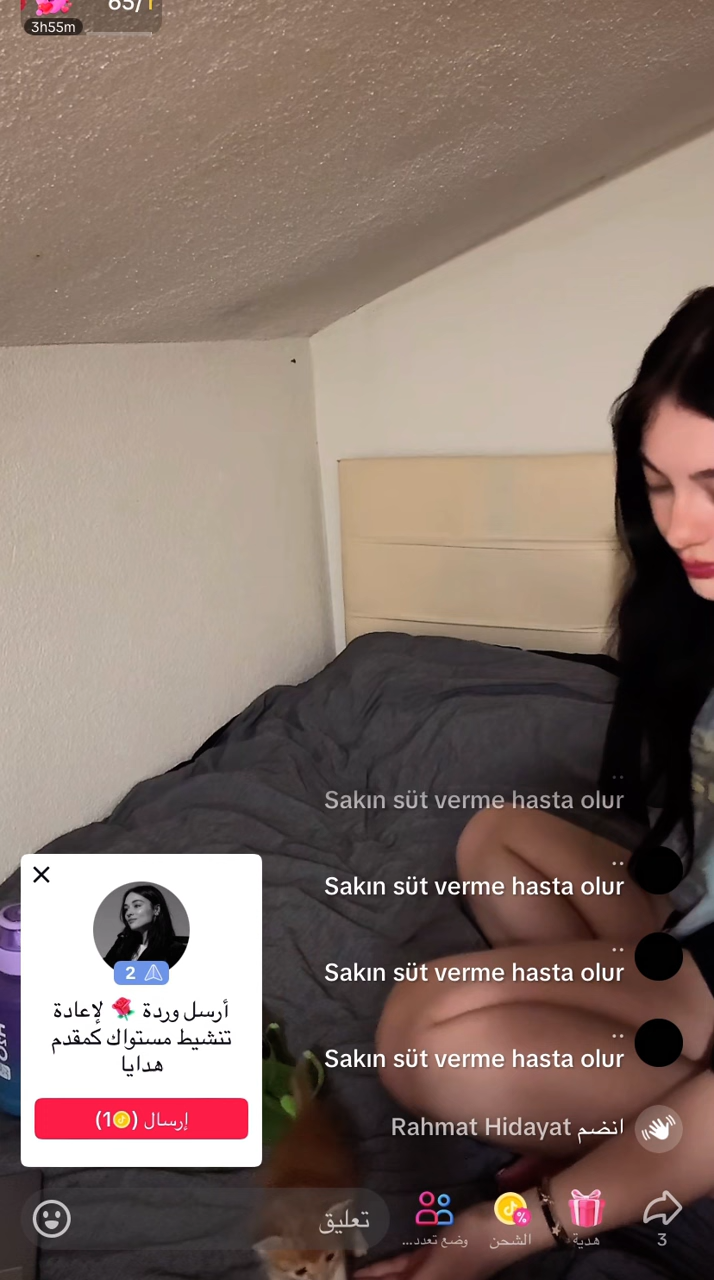 65/1
3h55m
Sakın süt verme hasta olur
..
Sakın süt verme hasta olur
..
Sakın süt verme hasta olur
..
Sakın süt verme hasta olur
Rahmat Hidayat انضم
2
أرسل وردة 🌹 لإعادة
تنشيط مستواك كمقدم
هدايا
إرسال (1)
تعليق
وضع تعدد...
الشحن
هدية
3